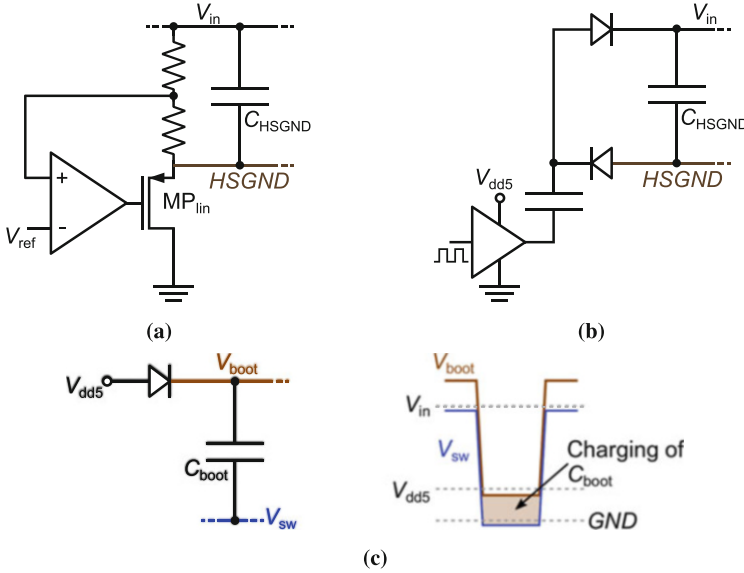 Vin
CHSGND
HSGND
+
-
Vref
MPlin
(a)
Vin
CHSGND
HSGND
Vdd5
(b)
Vdd5
Vboot
Cboot
Vsw
Vboot
Vin
Vsw
Charging of
Cboot
Vdd5
GND
(c)